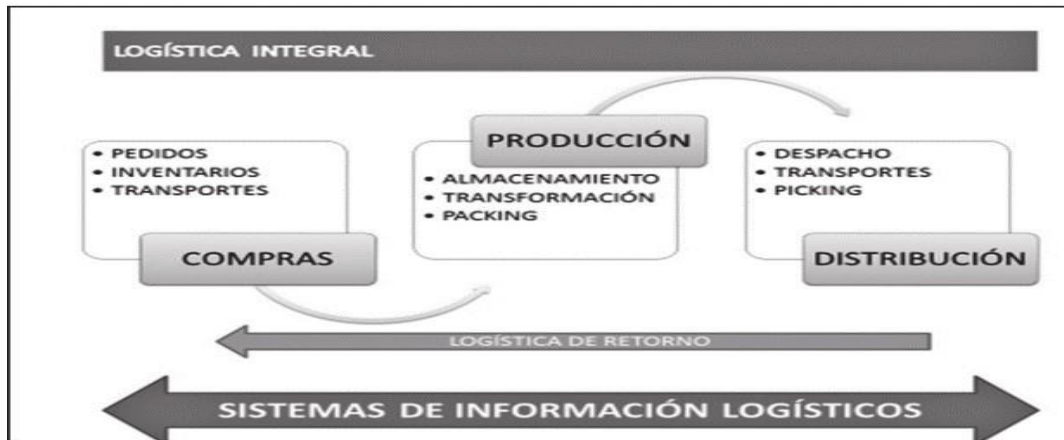 LOGÍSTICA INTEGRAL
• PEDIDOS
• INVENTARIOS
• TRANSPORTES
COMPRAS
PRODUCCIÓN
• ALMACENAMIENTO
• TRANSFORMACIÓN
• PACKING
• DESPACHO
• TRANSPORTES
• PICKING
DISTRIBUCIÓN
LOGÍSTICA DE RETORNO
SISTEMAS DE INFORMACIÓN LOGÍSTICOS